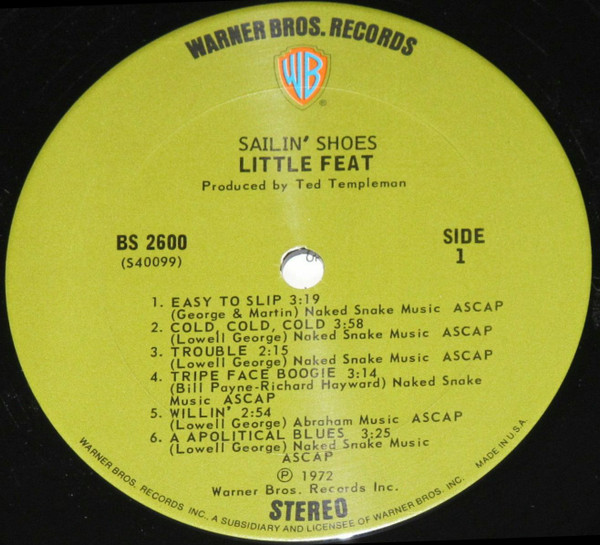 WARNER BROS. RECORDS
WB
®
SAILIN' SHOES
LITTLE FEAT
Produced by Ted Templeman
BS 2600
(S40099)
SIDE
1
1. EASY TO SLIP 3:19
(George & Martin) Naked Snake Music ASCAP
2. COLD, COLD, COLD 3:58
(Lowell George) Naked Snake Music ASCAP
3. TROUBLE 2:15
(Lowell George) Naked Snake Music ASCAP
4. TRIPE FACE BOOGIE 3:14
(Bill Payne-Richard Hayward) Naked Snake
Music ASCAP
5. WILLIN' 2:54
(Lowell George) Abraham Music ASCAP
6. A APOLITICAL BLUES 3:25
(Lowell George) Naked Snake Music
ASCAP
℗ 1972
Warner Bros. Records Inc.
STEREO
WARNER BROS. RECORDS INC., A SUBSIDIARY AND LICENSEE OF WARNER BROS. INC. MADE IN U.S.A.